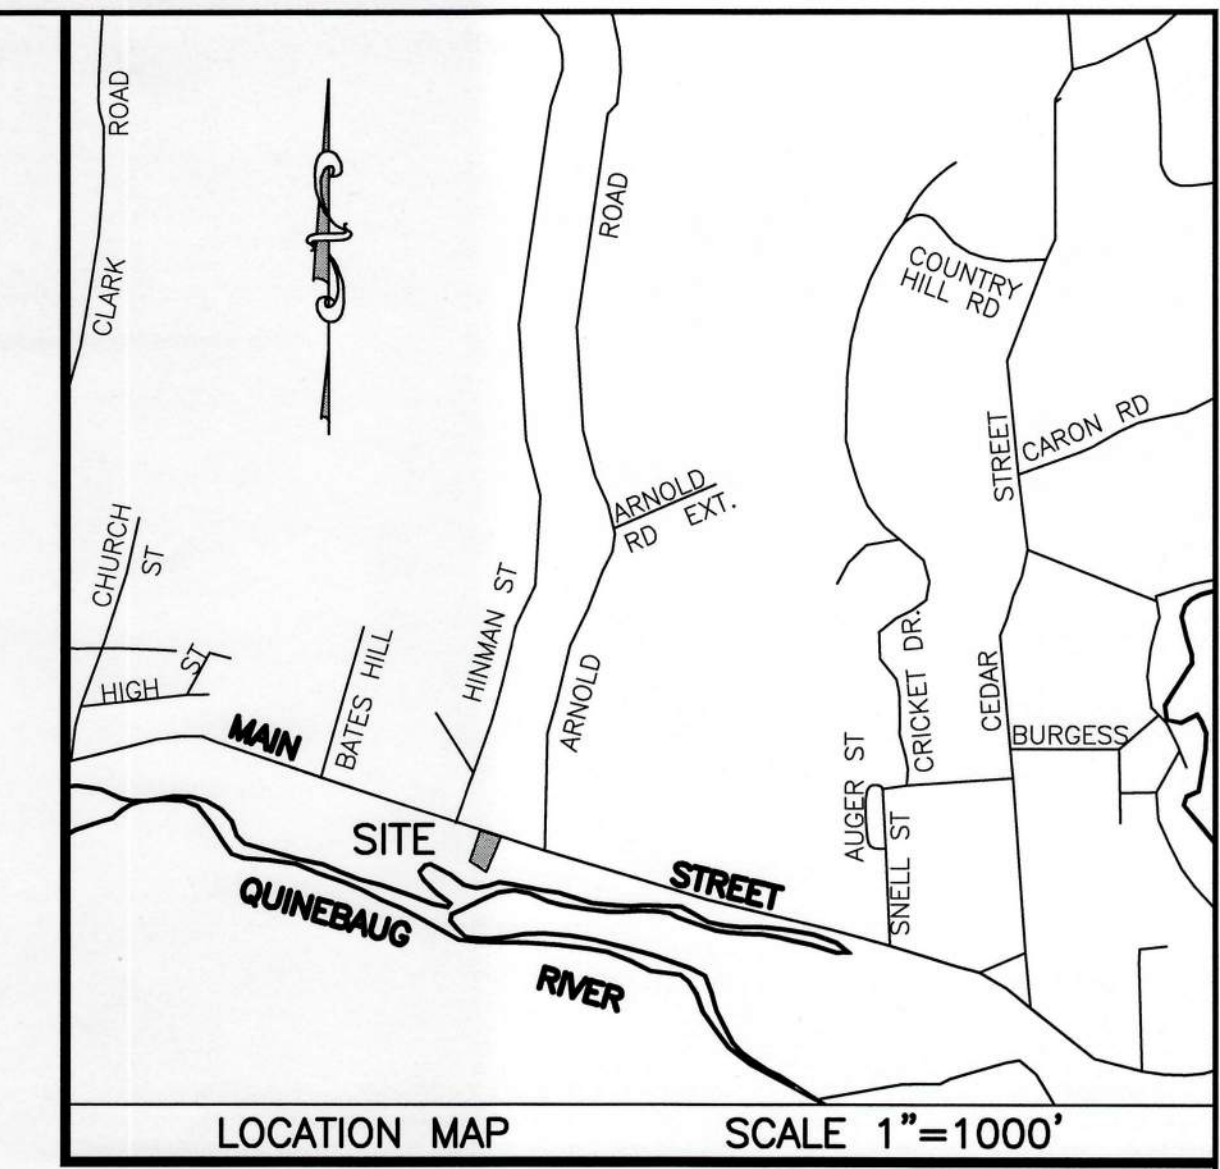 CLARK ROAD
ROAD
COUNTRY
HILL RD
STREET
CARON RD
ARNOLD
RD EXT.
CHURCH
ST
HINMAN ST
ARNOLD
HIGH ST
BATES HILL
MAIN
CRICKET DR.
CEDAR
BURGESS
AUGER ST
SNELL ST
SITE
STREET
QUINEBAUG
RIVER
LOCATION MAP
SCALE 1"=1000'